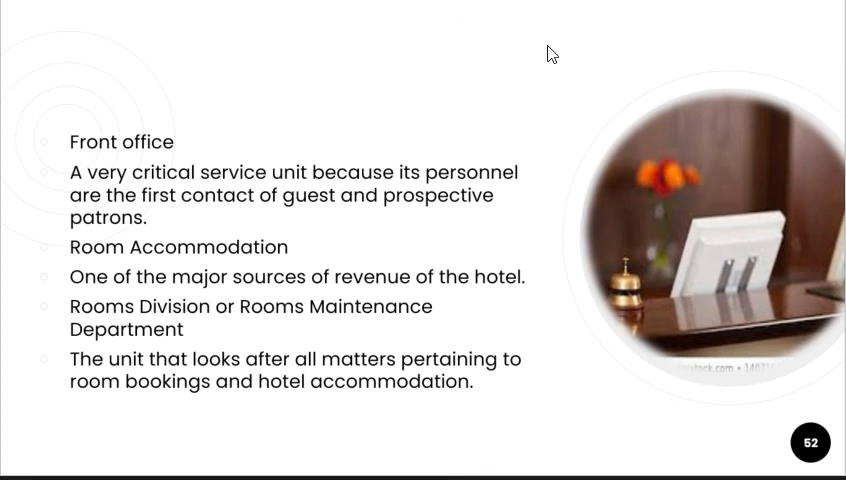 Front office
A very critical service unit because its personnel
are the first contact of guest and prospective
patrons.
Room Accommodation
One of the major sources of revenue of the hotel.
Rooms Division or Rooms Maintenance
Department
The unit that looks after all matters pertaining to
room bookings and hotel accommodation.
52